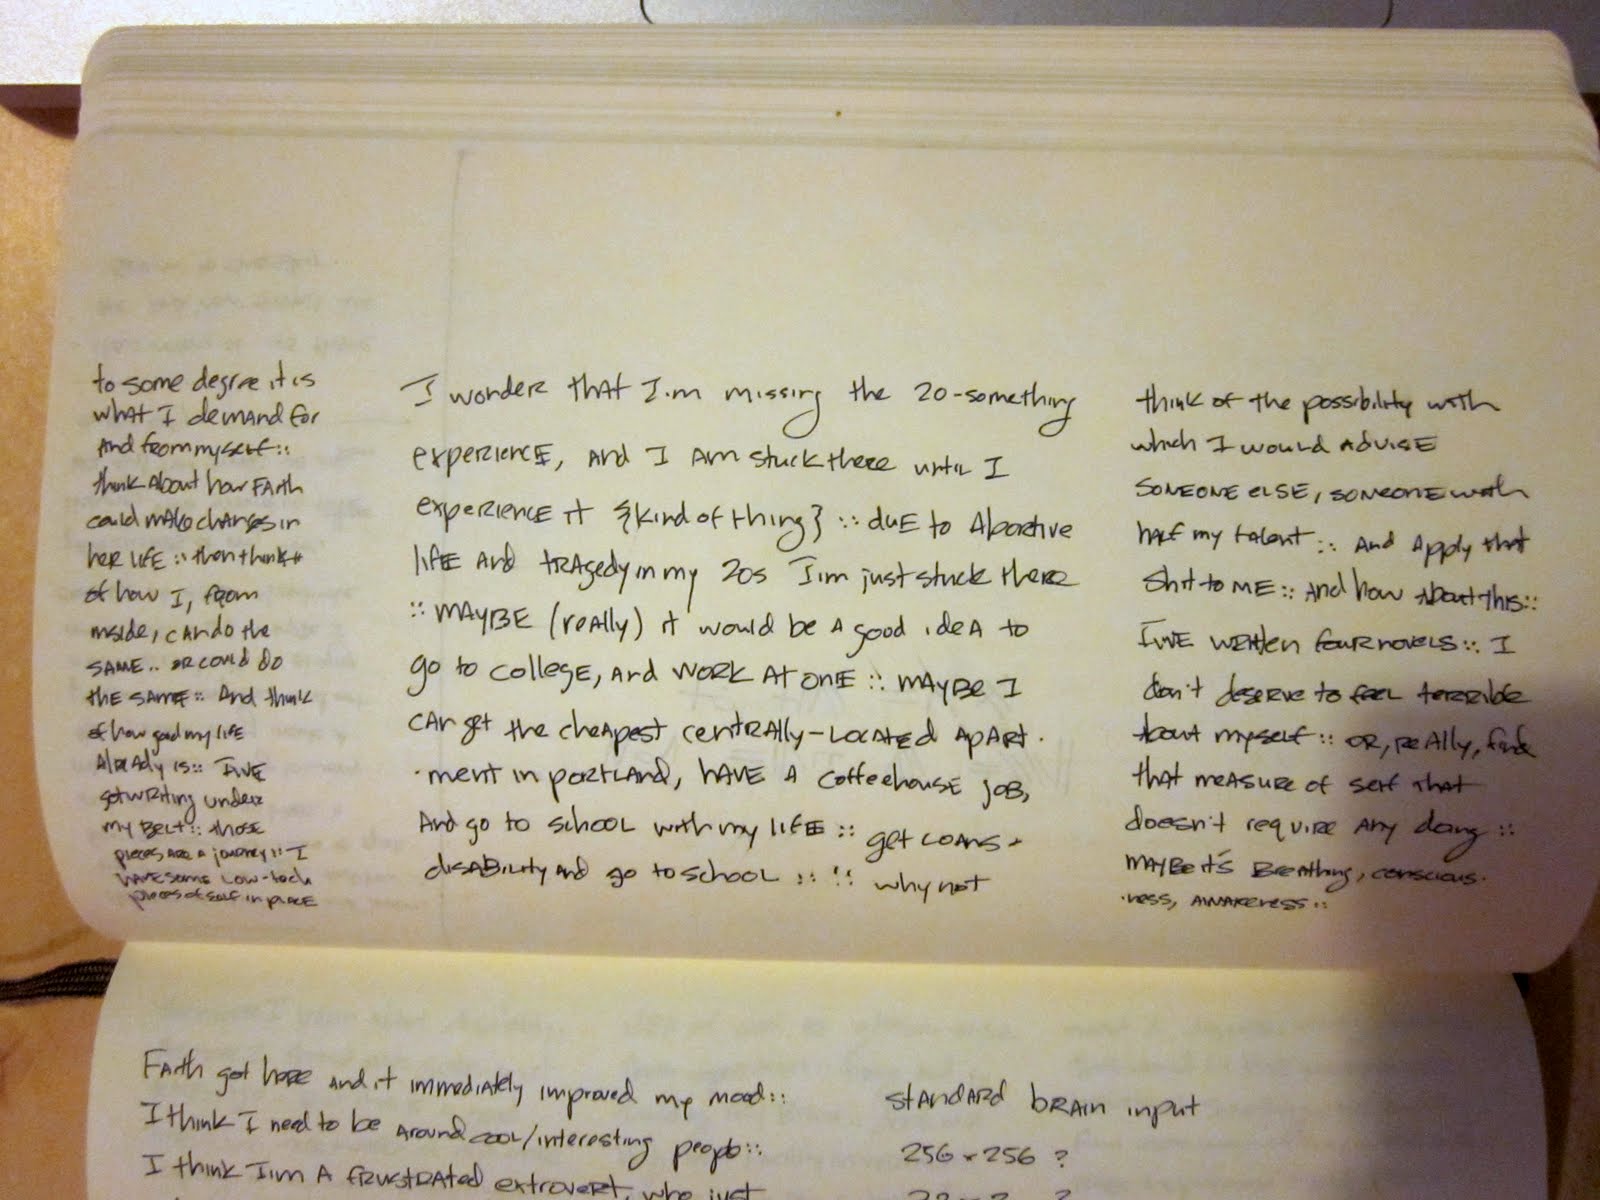 to some degree it is
what I demand for
and from myself ::
think about how Faith
could make changes in
her life :: then think
of how I, from
inside, can do the
same .. or could do
the same :: And think
of how good my life
already is :: I've
got writing under
my belt :: those
pieces are a journey :: I
have some low-tech
pieces of self in place
I wonder that I'm missing the 20-something
experience, and I am stuck there until I
experience it {kind of thing} :: due to abortive
life and tragedy in my 20s I'm just stuck there
:: MAYBE (really) it would be a good idea to
go to college, and work at one :: maybe I
can get the cheapest centrally-located apart-
-ment in portland, have a coffeehouse job,
And go to school with my life :: get loans +
disability and go to school :: !! why not
think of the possibility with
which I would advise
someone else, someone with
half my talent :: And apply that
shit to me :: And how about this ::
I've written four novels :: I
don't deserve to feel terrible
about myself :: or, really, find
that measure of self that
doesn't require any doing ::
maybe it's breathing, conscious-
-ness, awareness ::
Faith got here and it immediately improved my mood ::
I think I need to be around cool/interesting people ::
I think I'm a frustrated extrovert, who just
standard brain input
256 × 256 ?